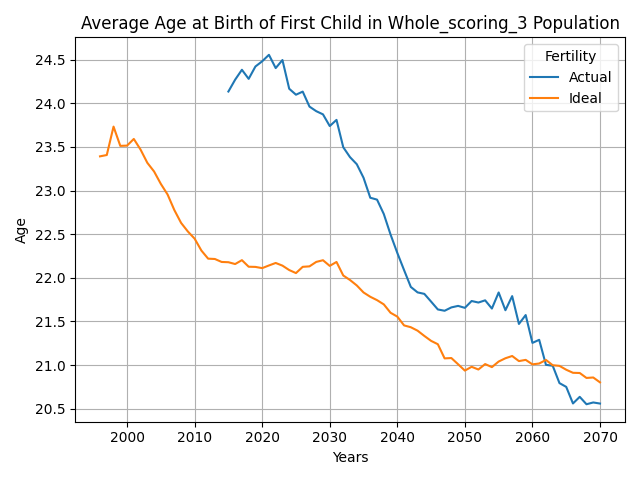 Average Age at Birth of First Child in Whole_scoring_3 Population
Fertility
Actual
Ideal
Age
24.5
24.0
23.5
23.0
22.5
22.0
21.5
21.0
20.5
2000 2010 2020 2030 2040 2050 2060 2070
Years